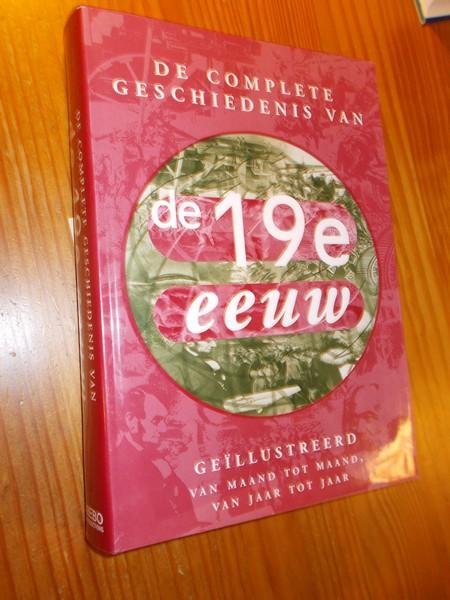 DE COMPLETE
GESCHIEDENIS VAN
de 19e
eeuw
GEÏLLUSTREERD
VAN MAAND TOT MAAND,
VAN JAAR TOT JAAR
DE COMPLETE GESCHIEDENIS VAN